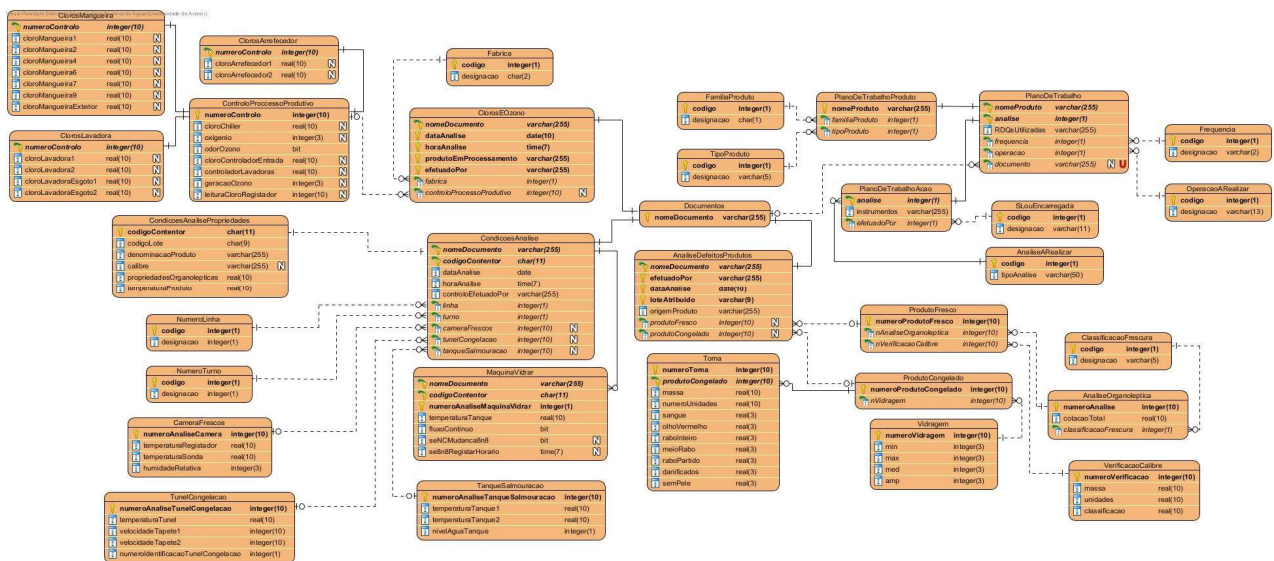 ClorosMangueira
numeroControlo integer(10)
cloroMangueira1 real(10) N
cloroMangueira2 real(10) N
cloroMangueira4 real(10) N
cloroMangueira6 real(10) N
cloroMangueira7 real(10) N
cloroMangueira9 real(10) N
cloroMangueiraExterior real(10) N
ClorosArrefecedor
numeroControlo integer(10)
cloroArrefecedor1 real(10) N
cloroArrefecedor2 real(10) N
ClorosLavadora
numeroControlo integer(10)
cloroLavadora1 real(10) N
cloroLavadora2 real(10) N
cloroLavadoraEsgoto1 real(10) N
cloroLavadoraEsgoto2 real(10) N
ControloProccessoProdutivo
numeroControlo integer(10)
cloroChiller real(10) N
oxigenio integer(3) N
odorOzono bit
cloroControladorEntrada real(10) N
controladorLavadoras real(10) N
geracaoOzono integer(3) N
leituraCloroRegistador integer(10) N
Fabrica
codigo integer(1)
designacao char(2)
ClorosEOzono
nomeDocumento varchar(255)
dataAnalise date(10)
horaAnalise time(7)
produtoEmProcessamento varchar(255)
efetuadoPor varchar(255)
fabrica integer(1)
controloProcessoProdutivo integer(10) N
FamiliaProduto
codigo integer(1)
designacao char(1)
TipoProduto
codigo integer(1)
designacao varchar(5)
PlanoDeTrabalhoProduto
nomeProduto varchar(255)
familiaProduto integer(1)
tipoProduto integer(1)
PlanoDeTrabalho
nomeProduto varchar(255)
analise integer(1)
RDQsUtilizadas varchar(255)
frequencia integer(1)
operacao integer(1)
documento varchar(255) N U
Frequencia
codigo integer(1)
designacao varchar(2)
OperacaoARealizar
codigo integer(1)
designacao varchar(13)
PlanoDeTrabalhoAcao
analise integer(1)
instrumentos varchar(255)
efetuadoPor integer(1)
SLouEncarregada
codigo integer(1)
designacao varchar(11)
AnaliseARealizar
codigo integer(1)
tipoAnalise varchar(50)
Documentos
nomeDocumento varchar(255)
CondicoesAnalisePropriedades
codigoContentor char(11)
codigoLote char(9)
denominacaoProduto varchar(255)
calibre varchar(255) N
propriedadesOrganolepticas real(10)
temperaturaProduto real(10)
CondicoesAnalise
nomeDocumento varchar(255)
codigoContentor char(11)
dataAnalise date
horaAnalise time(7)
controloEfetuadoPor varchar(255)
linha integer(1)
turno integer(1)
cameraFrescos integer(10) N
tunelCongelacao integer(10) N
tanqueSalmouracao integer(10) N
AnaliseDefeitosProdutos
nomeDocumento varchar(255)
efetuadoPor varchar(255)
dataAnalise date(10)
loteAtribuido varchar(9)
origemProduto varchar(255)
produtoFresco integer(10) N
produtoCongelado integer(10) N
NumeroLinha
codigo integer(1)
designacao integer(1)
NumeroTurno
codigo integer(1)
designacao integer(1)
CameraFrescos
numeroAnaliseCamera integer(10)
temperaturaRegistador real(10)
temperaturaSonda real(10)
humidadeRelativa integer(3)
TunelCongelacao
numeroAnaliseTunelCongelacao integer(10)
temperaturaTunel real(10)
velocidadeTapete1 integer(10)
velocidadeTapete2 integer(10)
numeroIdentificacaoTunelCongelacao integer(1)
MaquinaVidrar
nomeDocumento varchar(255)
codigoContentor char(11)
numeroAnaliseMaquinaVidrar integer(1)
temperaturaTanque real(10)
fluxoContinuo bit
seNCMudanca8n8 bit N
se8n8RegistarHorario time(7) N
TanqueSalmouracao
numeroAnaliseTanqueSalmouracao integer(10)
temperaturaTanque1 real(10)
temperaturaTanque2 real(10)
nivelAguaTanque integer(1)
Toma
numeroToma integer(10)
produtoCongelado integer(10)
massa real(10)
numeroUnidades real(10)
sangue real(3)
olhoVermelho real(3)
raboInteiro real(3)
meioRabo real(3)
raboPartido real(3)
danificados real(3)
semPele real(3)
ProdutoFresco
numeroProdutoFresco integer(10)
nAnaliseOrganoleptica integer(10)
nVerificacaoCalibre integer(10)
ProdutoCongelado
numeroProdutoCongelado integer(10)
nVidragem integer(10)
Vidragem
numeroVidragem integer(10)
min integer(3)
max integer(3)
med integer(3)
amp integer(3)
ClassificacaoFrescura
codigo integer(1)
designacao varchar(5)
AnaliseOrganoleptica
numeroAnalise integer(10)
cotacaoTotal real(10)
classificacaoFrescura integer(1)
VerificacaoCalibre
numeroVerificacao integer(10)
massa real(10)
unidades real(10)
classificacao real(10)